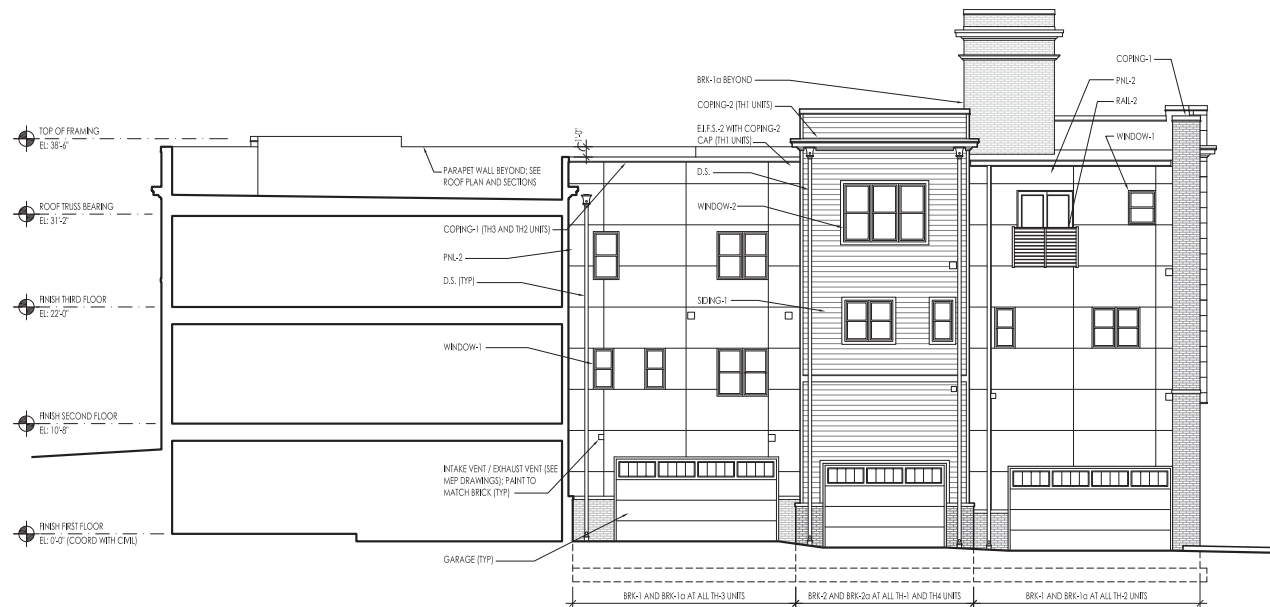 COPING-1
BRK-1a BEYOND
PNL-2
RAIL-2
COPING-2 (TH1 UNITS)
WINDOW-1
TOP OF FRAMING
EL: 38'-6"
1'-0"
E.I.F.S.-2 WITH COPING-2
CAP (TH1 UNITS)
PARAPET WALL BEYOND; SEE
ROOF PLAN AND SECTIONS
D.S.
WINDOW-2
ROOF TRUSS BEARING
EL: 31'-2"
COPING-1 (TH3 AND TH2 UNITS)
PNL-2
D.S. (TYP)
FINISH THIRD FLOOR
EL: 22'-0"
SIDING-1
WINDOW-1
FINISH SECOND FLOOR
EL: 10'-8"
INTAKE VENT / EXHAUST VENT (SEE
MEP DRAWINGS); PAINT TO
MATCH BRICK (TYP)
FINISH FIRST FLOOR
EL: 0'-0" (COORD WITH CIVIL)
GARAGE (TYP)
BRK-1 AND BRK-1a AT ALL TH-3 UNITS
BRK-2 AND BRK-2a AT ALL TH-1 AND TH4 UNITS
BRK-1 AND BRK-1a AT ALL TH-2 UNITS